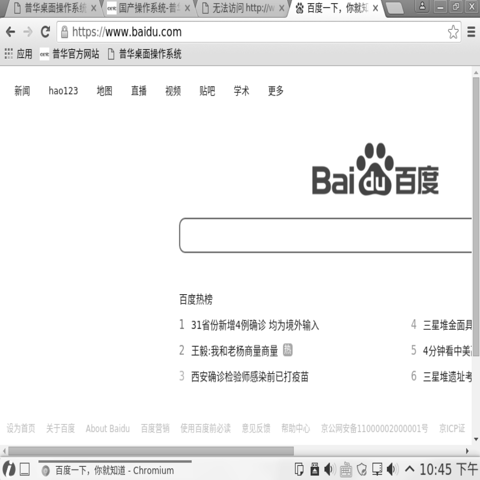 普华桌面操作系统
国产操作系统-普华
无法访问 http://w
百度一下，你就知
https://www.baidu.com
应用 普华官方网站 普华桌面操作系统
新闻 hao123 地图 直播 视频 贴吧 学术 更多
Bai du 百度
百度热榜
1 31省份新增4例确诊 均为境外输入
4 三星堆金面具
2 王毅:我和老杨商量商量 热
5 4分钟看中美
3 西安确诊检验师感染前已打疫苗
6 三星堆遗址考
设为首页 关于百度 About Baidu 百度营销 使用百度前必读 意见反馈 帮助中心 京公网安备11000002000001号 京ICP证
百度一下，你就知道 - Chromium
10:45 下午